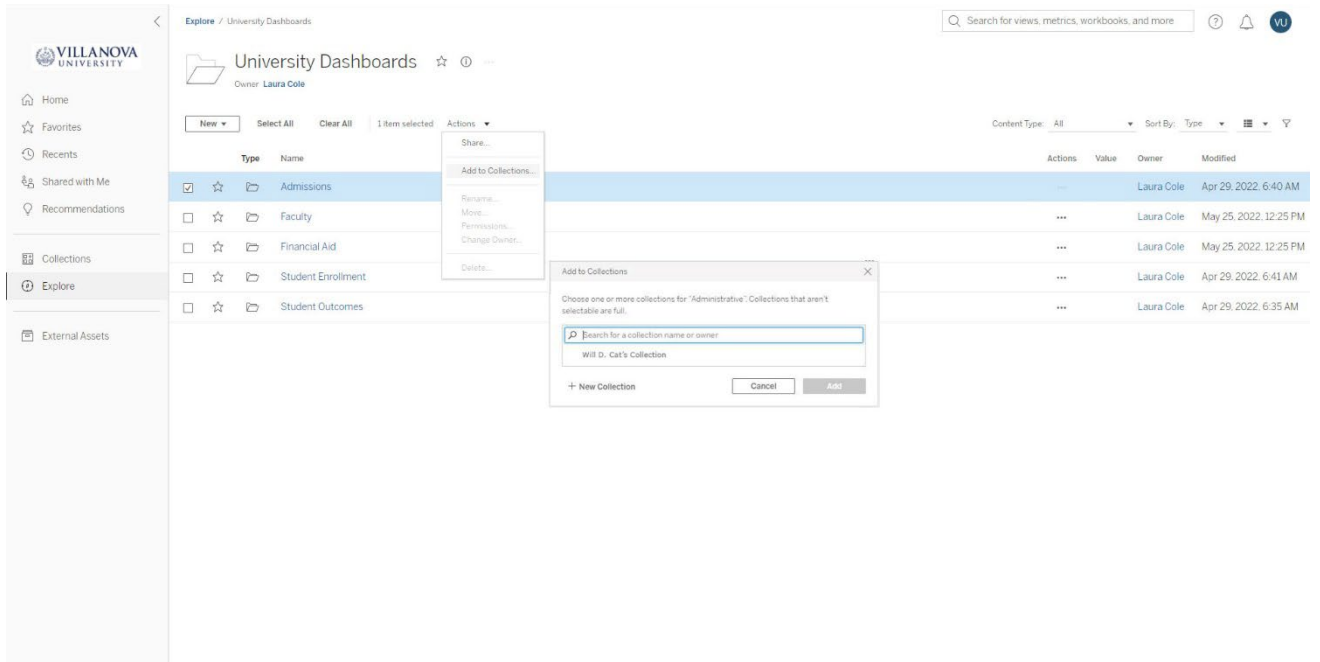 Explore / University Dashboards
Search for views, metrics, workbooks, and more
VU
VILLANOVA
UNIVERSITY
University Dashboards
Owner Laura Cole
Home
Favorites
Recents
Shared with Me
Recommendations
Collections
Explore
External Assets
New Select All Clear All 1 item selected Actions Content Type: All Sort By: Type
Share...
Add to Collections...
Rename...
Move...
Permissions...
Change Owner...
Delete...
Type Name Actions Value Owner Modified
Admissions Laura Cole Apr 29, 2022, 6:40 AM
Faculty Laura Cole May 25, 2022, 12:25 PM
Financial Aid Laura Cole May 25, 2022, 12:25 PM
Student Enrollment Laura Cole Apr 29, 2022, 6:41 AM
Student Outcomes Laura Cole Apr 29, 2022, 6:35 AM
Add to Collections
Choose one or more collections for "Administrative". Collections that aren't
selectable are full.
Search for a collection name or owner
Will D. Cat's Collection
+ New Collection Cancel Add